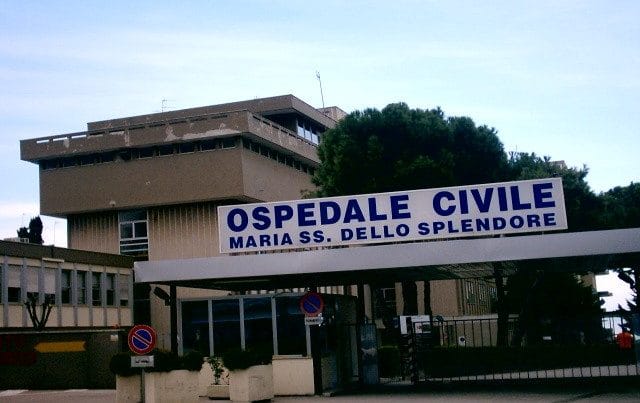 OSPEDALE CIVILE
MARIA SS. DELLO SPLENDORE